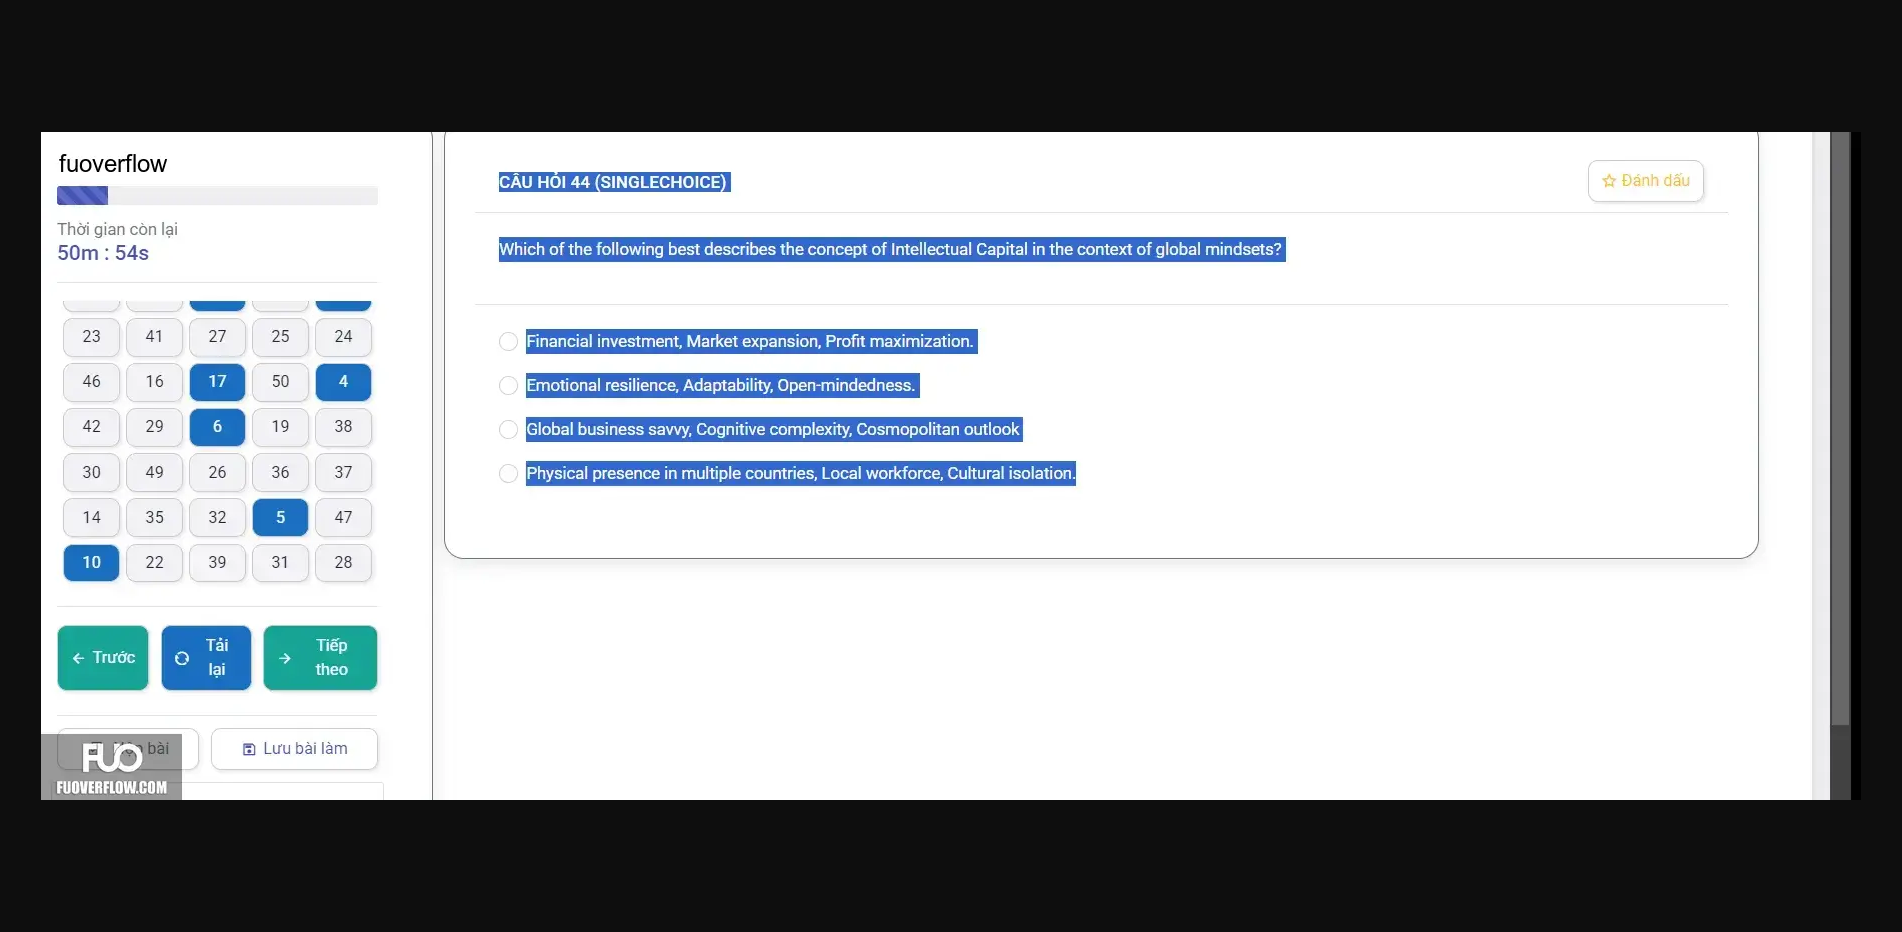 fuoverflow
Thời gian còn lại
50m : 54s
23 41 27 25 24
46 16 17 50 4
42 29 6 19 38
30 49 26 36 37
14 35 32 5 47
10 22 39 31 28
Trước
Tải lại
Tiếp theo
bài
Lưu bài làm
FUO
FUOVERFLOW.COM
CÂU HỎI 44 (SINGLECHOICE)
Đánh dấu
Which of the following best describes the concept of Intellectual Capital in the context of global mindsets?
Financial investment, Market expansion, Profit maximization.
Emotional resilience, Adaptability, Open-mindedness.
Global business savvy, Cognitive complexity, Cosmopolitan outlook
Physical presence in multiple countries, Local workforce, Cultural isolation.